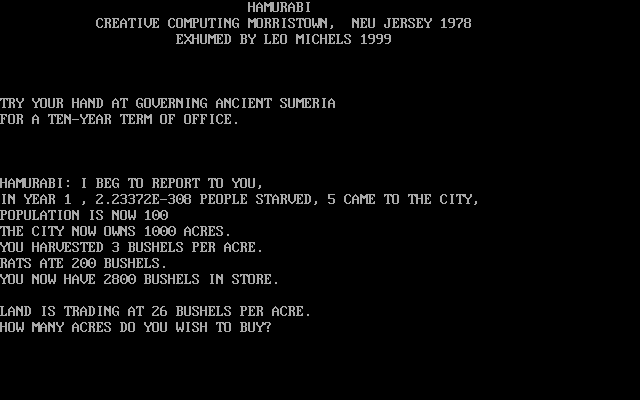 HAMURABI
CREATIVE COMPUTING MORRISTOWN, NEU JERSEY 1978
EXHUMED BY LEO MICHELS 1999
TRY YOUR HAND AT GOVERNING ANCIENT SUMERIA
FOR A TEN-YEAR TERM OF OFFICE.
HAMURABI: I BEG TO REPORT TO YOU,
IN YEAR 1 , 2.23372E-308 PEOPLE STARVED, 5 CAME TO THE CITY,
POPULATION IS NOW 100
THE CITY NOW OWNS 1000 ACRES.
YOU HARVESTED 3 BUSHELS PER ACRE.
RATS ATE 200 BUSHELS.
YOU NOW HAVE 2800 BUSHELS IN STORE.
LAND IS TRADING AT 26 BUSHELS PER ACRE.
HOW MANY ACRES DO YOU WISH TO BUY?